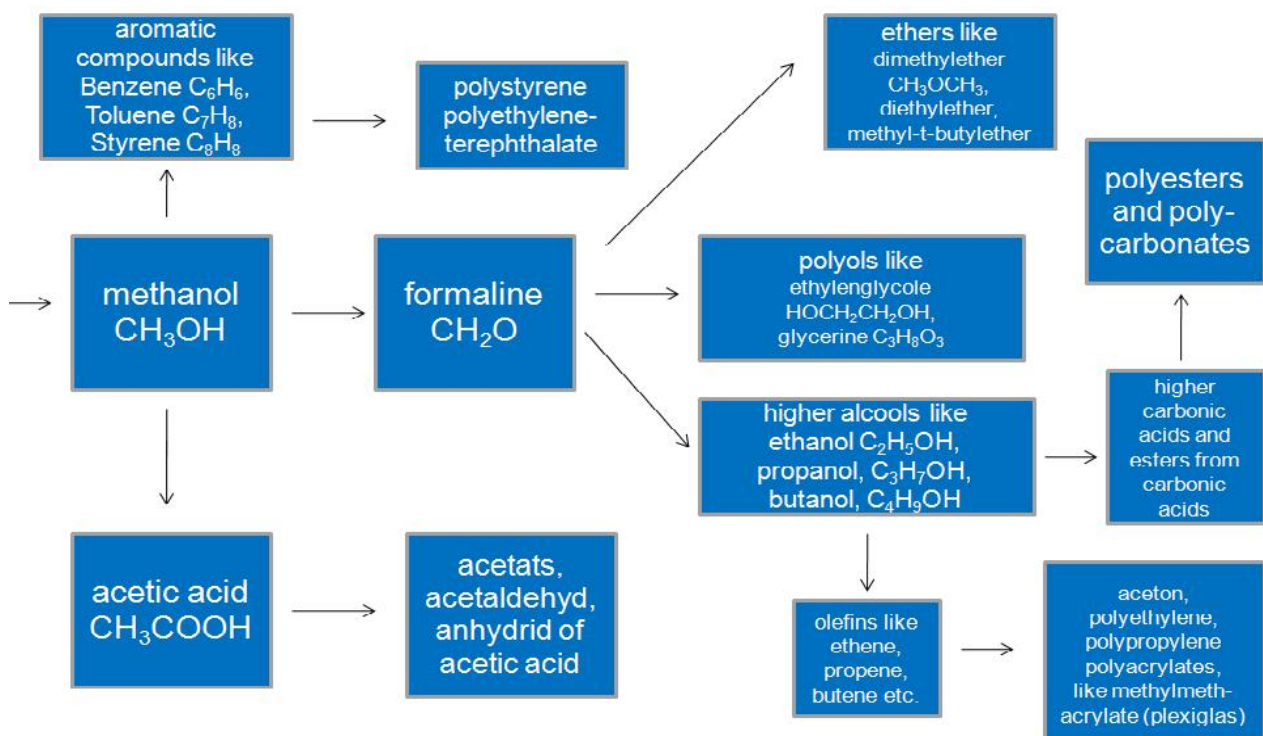 aromatic
compounds like
Benzene C₆H₆,
Toluene C₇H₈,
Styrene C₈H₈
polystyrene
polyethylene-
terephthalate
ethers like
dimethylether
CH₃OCH₃,
diethylether,
methyl-t-butylether
polyesters
and poly-
carbonates
methanol
CH₃OH
formaline
CH₂O
polyols like
ethylenglycole
HOCH₂CH₂OH,
glycerine C₃H₈O₃
higher alcools like
ethanol C₂H₅OH,
propanol, C₃H₇OH,
butanol, C₄H₉OH
higher
carbonic
acids and
esters from
carbonic
acids
acetic acid
CH₃COOH
acetats,
acetaldehyd,
anhydrid of
acetic acid
olefins like
ethene,
propene,
butene etc.
aceton,
polyethylene,
polypropylene
polyacrylates,
like methylmeth-
acrylate (plexiglas)